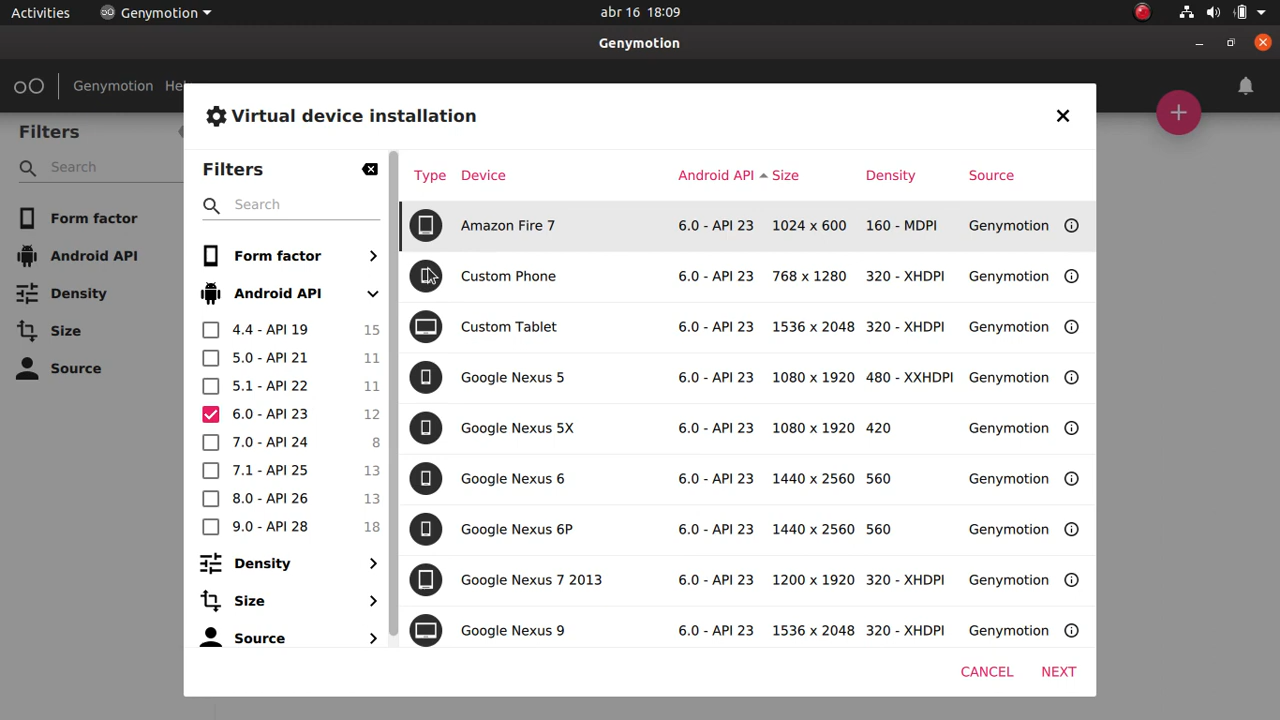 Activities Genymotion abr 16 18:09
Genymotion
oO Genymotion Hel
Filters
Search
Form factor
Android API
Density
Size
Source
Virtual device installation
Filters
Search
Form factor
Android API
4.4 - API 19 15
5.0 - API 21 11
5.1 - API 22 11
6.0 - API 23 12
7.0 - API 24 8
7.1 - API 25 13
8.0 - API 26 13
9.0 - API 28 18
Density
Size
Source
Type Device Android API Size Density Source
Amazon Fire 7 6.0 - API 23 1024 x 600 160 - MDPI Genymotion
Custom Phone 6.0 - API 23 768 x 1280 320 - XHDPI Genymotion
Custom Tablet 6.0 - API 23 1536 x 2048 320 - XHDPI Genymotion
Google Nexus 5 6.0 - API 23 1080 x 1920 480 - XXHDPI Genymotion
Google Nexus 5X 6.0 - API 23 1080 x 1920 420 Genymotion
Google Nexus 6 6.0 - API 23 1440 x 2560 560 Genymotion
Google Nexus 6P 6.0 - API 23 1440 x 2560 560 Genymotion
Google Nexus 7 2013 6.0 - API 23 1200 x 1920 320 - XHDPI Genymotion
Google Nexus 9 6.0 - API 23 1536 x 2048 320 - XHDPI Genymotion
CANCEL NEXT